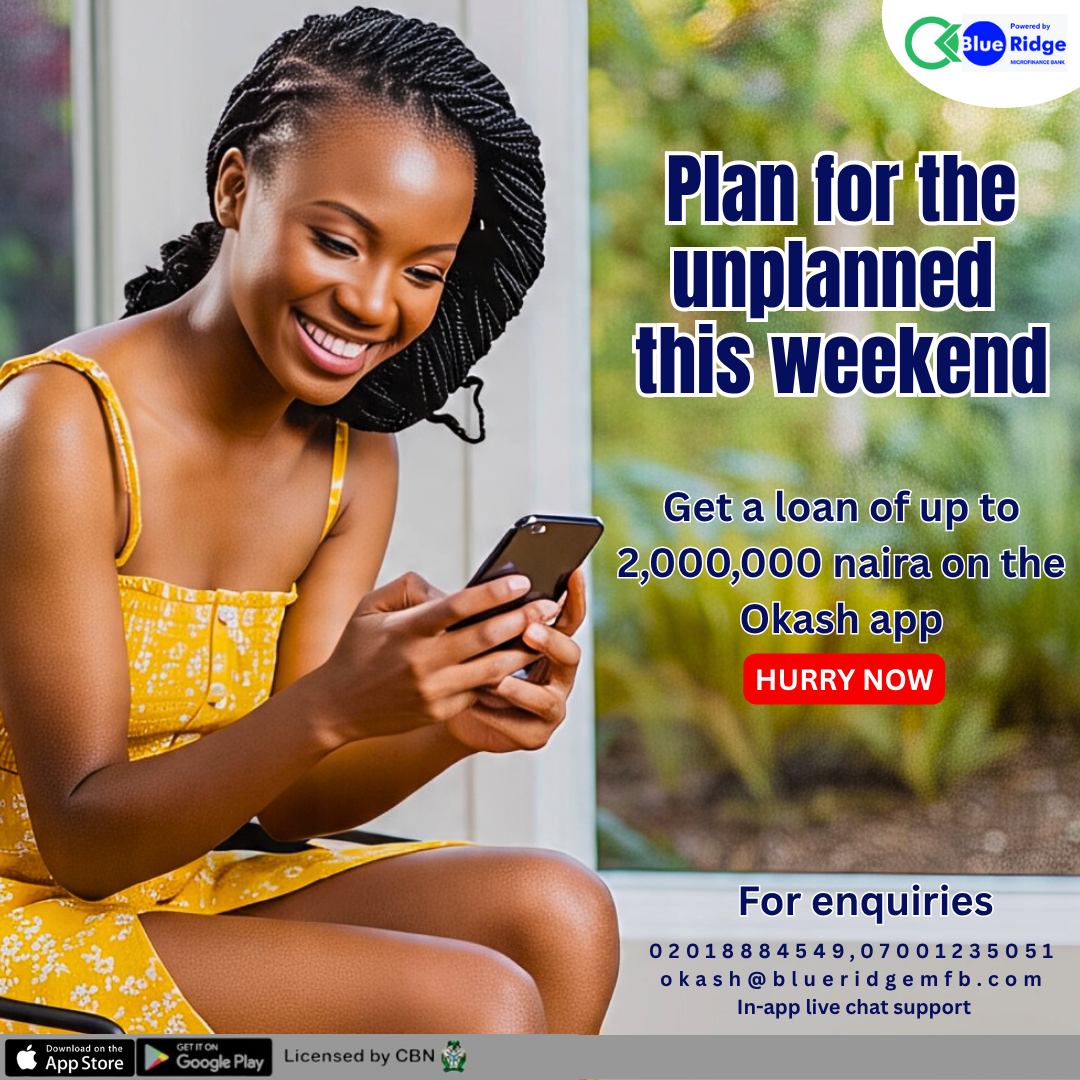 Powered by
Blue Ridge
MICROFINANCE BANK
Plan for the
unplanned
this weekend
Get a loan of up to
2,000,000 naira on the
Okash app
HURRY NOW
For enquiries
02018884549,07001235051
okash@blueridgemfb.com
In-app live chat support
Download on the
App Store
GET IT ON
Google Play
Licensed by CBN